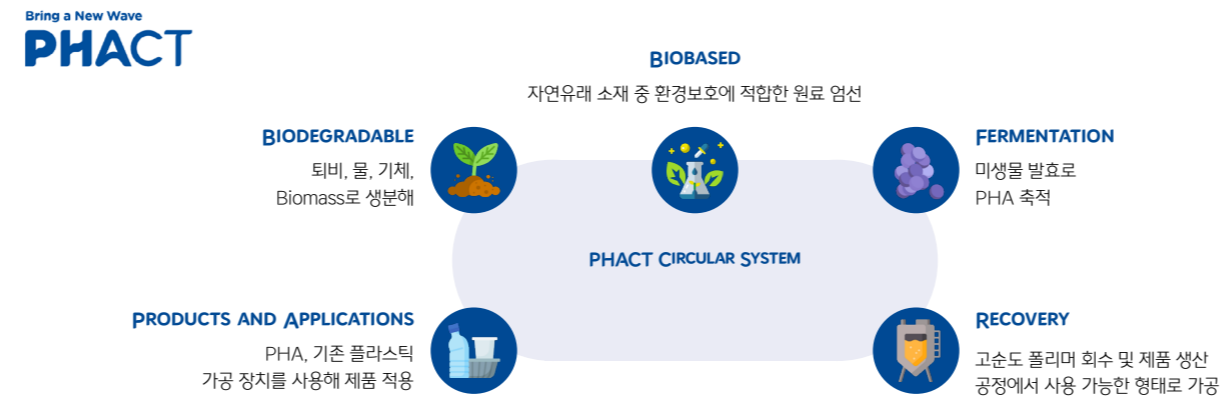 Bring a New Wave
PHACT
BIOBASED
자연유래 소재 중 환경보호에 적합한 원료 엄선
BIODEGRADABLE
퇴비, 물, 기체,
Biomass로 생분해
FERMENTATION
미생물 발효로
PHA 축적
PHACT CIRCULAR SYSTEM
PRODUCTS AND APPLICATIONS
PHA, 기존 플라스틱
가공 장치를 사용해 제품 적용
RECOVERY
고순도 폴리머 회수 및 제품 생산
공정에서 사용 가능한 형태로 가공